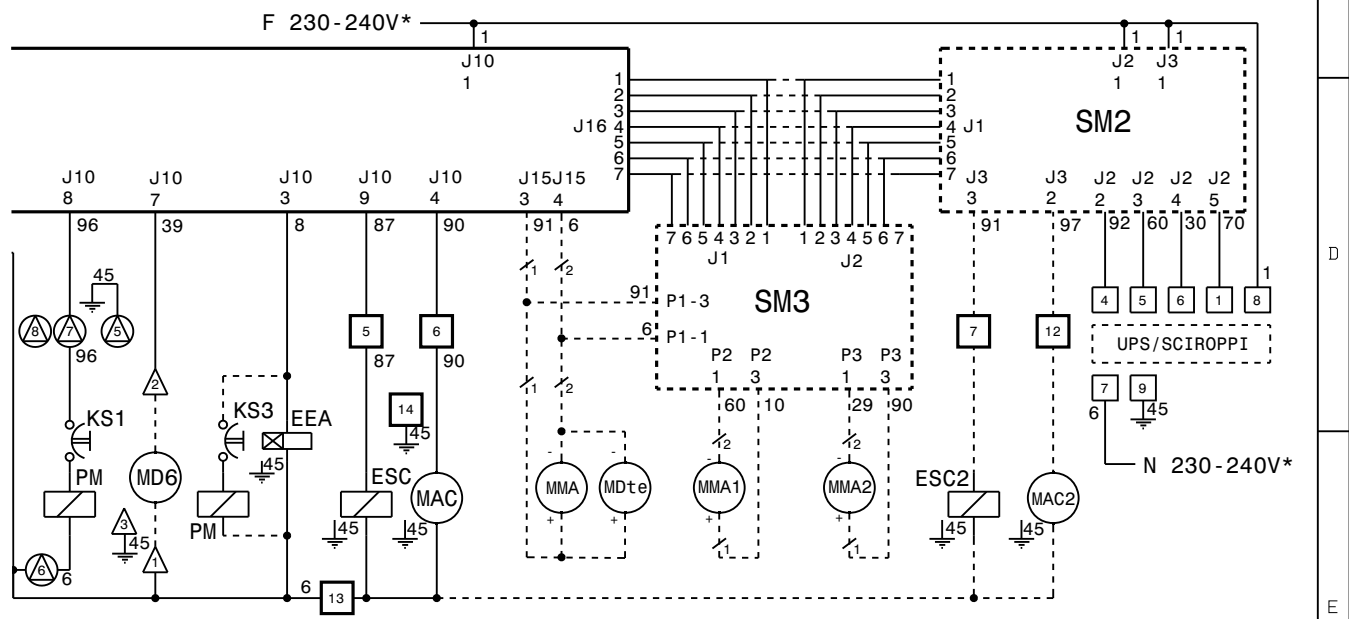 F 230-240V*
1 1 1
J10 J2 J3
1 1 1
1 1
2 2
3 3
J16 4 4 J1 SM2
5 5
6 6
7 7
J10 J10 J10 J10 J10 J15 J15 J3 J3 J2 J2 J2 J2
8 7 3 9 4 3 4 3 2 2 3 4 5
96 39 8 87 90 91 6 91 97 92 60 30 70
7 6 5 4 3 2 1 1 2 3 4 5 6 7
J1 J2
D
45 1 2 1
91 P1-3 SM3 4 5 6 1 8
8 7 5 5 6 6 P1-1 7 12 UPS/SCIROPPI
96 87 90 P2 P2 P3 P3
1 3 1 3 7 9
2 1 2 60 10 29 90 6 45
KS1 KS3 EEA 14 45
2 2
45 - - - - N 230-240V*
PM MD6 ESC MAC MMA MDte MMA1 MMA2 ESC2 MAC2
PM + + + +
3 45 45 45 1 1 45 45
6 6 1
6 13
E